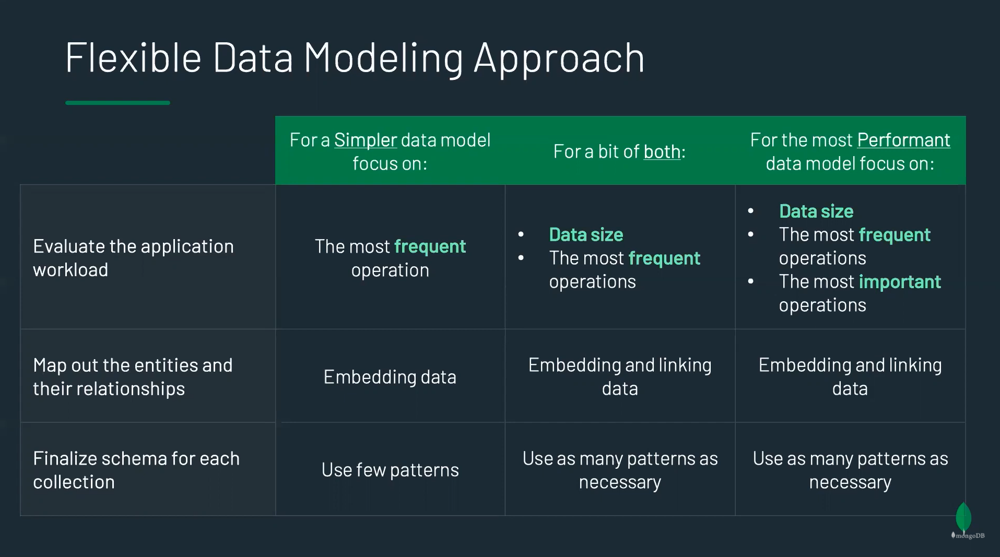 Flexible Data Modeling Approach
For a Simpler data model
focus on:
For a bit of both:
For the most Performant
data model focus on:
Evaluate the application
workload
The most frequent
operation
• Data size
• The most frequent
operations
• Data size
• The most frequent
operations
• The most important
operations
Map out the entities and
their relationships
Embedding data
Embedding and linking
data
Embedding and linking
data
Finalize schema for each
collection
Use few patterns
Use as many patterns as
necessary
Use as many patterns as
necessary
mongoDB